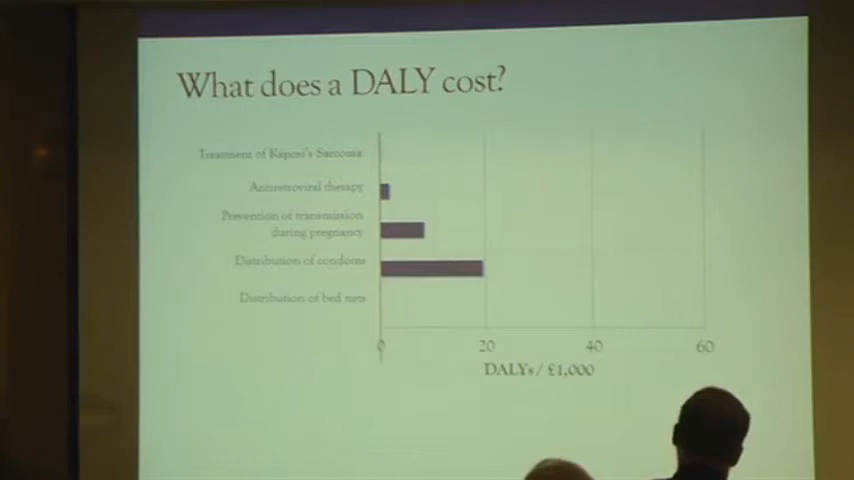 What does a DALY cost?
Treatment of Kaposi's Sarcoma
Antiretroviral therapy
Prevention of transmission
during pregnancy
Distribution of condoms
Distribution of bed nets
0 20 40 60
DALYs / £1,000